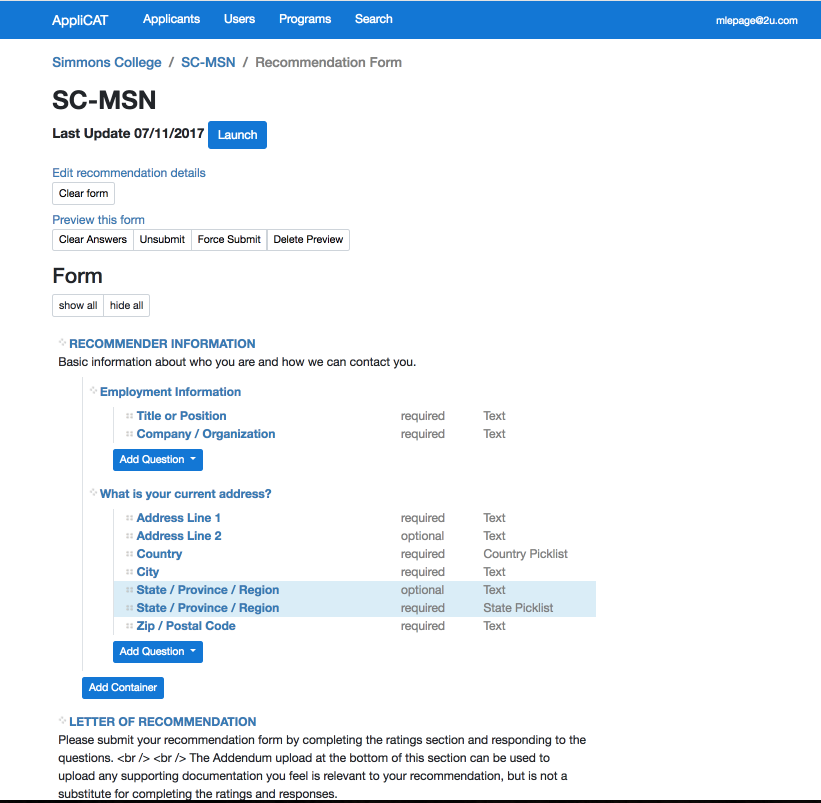 AppliCAT Applicants Users Programs Search mlepage@2u.com
Simmons College / SC-MSN / Recommendation Form
SC-MSN
Last Update 07/11/2017 Launch
Edit recommendation details
Clear form
Preview this form
Clear Answers Unsubmit Force Submit Delete Preview
Form
show all hide all
RECOMMENDER INFORMATION
Basic information about who you are and how we can contact you.
Employment Information
Title or Position required Text
Company / Organization required Text
Add Question
What is your current address?
Address Line 1 required Text
Address Line 2 optional Text
Country required Country Picklist
City required Text
State / Province / Region optional Text
State / Province / Region required State Picklist
Zip / Postal Code required Text
Add Question
Add Container
LETTER OF RECOMMENDATION
Please submit your recommendation form by completing the ratings section and responding to the
questions. <br /> <br /> The Addendum upload at the bottom of this section can be used to
upload any supporting documentation you feel is relevant to your recommendation, but is not a
substitute for completing the ratings and responses.